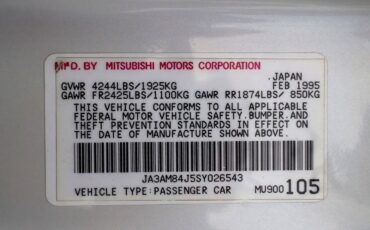 MFD. BY MITSUBISHI MOTORS CORPORATION
.JAPAN
GVWR 4244LBS/1925KG FEB 1995
GAWR FR2425LBS/1100KG GAWR RR1874LBS/ 850KG
THIS VEHICLE CONFORMS TO ALL APPLICABLE
FEDERAL MOTOR VEHICLE SAFETY.BUMPER.AND
THEFT PREVENTION STANDARDS IN EFFECT ON
THE DATE OF MANUFACTURE SHOWN ABOVE.
JA3AM84J5SY026543
VEHICLE TYPE:PASSENGER CAR MU900 105